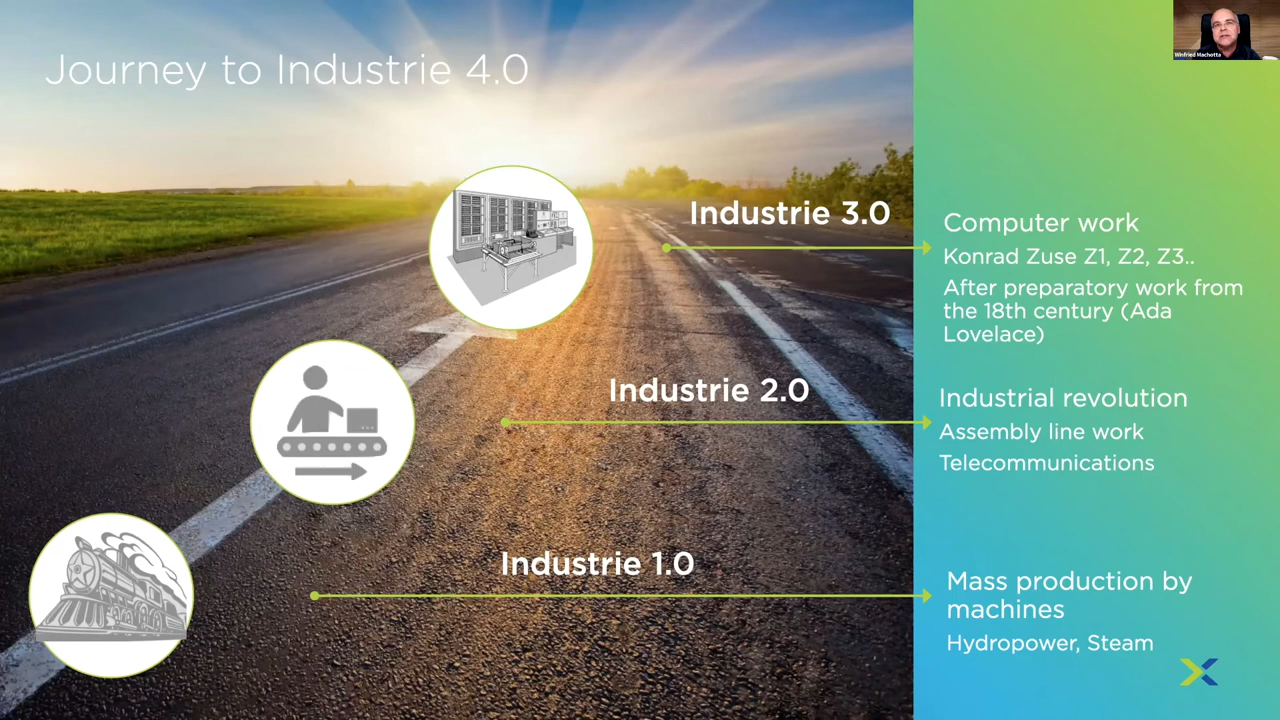 Journey to Industrie 4.0
Winfried Machotta
Industrie 3.0
Computer work
Konrad Zuse Z1, Z2, Z3..
After preparatory work from
the 18th century (Ada
Lovelace)
Industrie 2.0
Industrial revolution
Assembly line work
Telecommunications
Industrie 1.0
Mass production by
machines
Hydropower, Steam